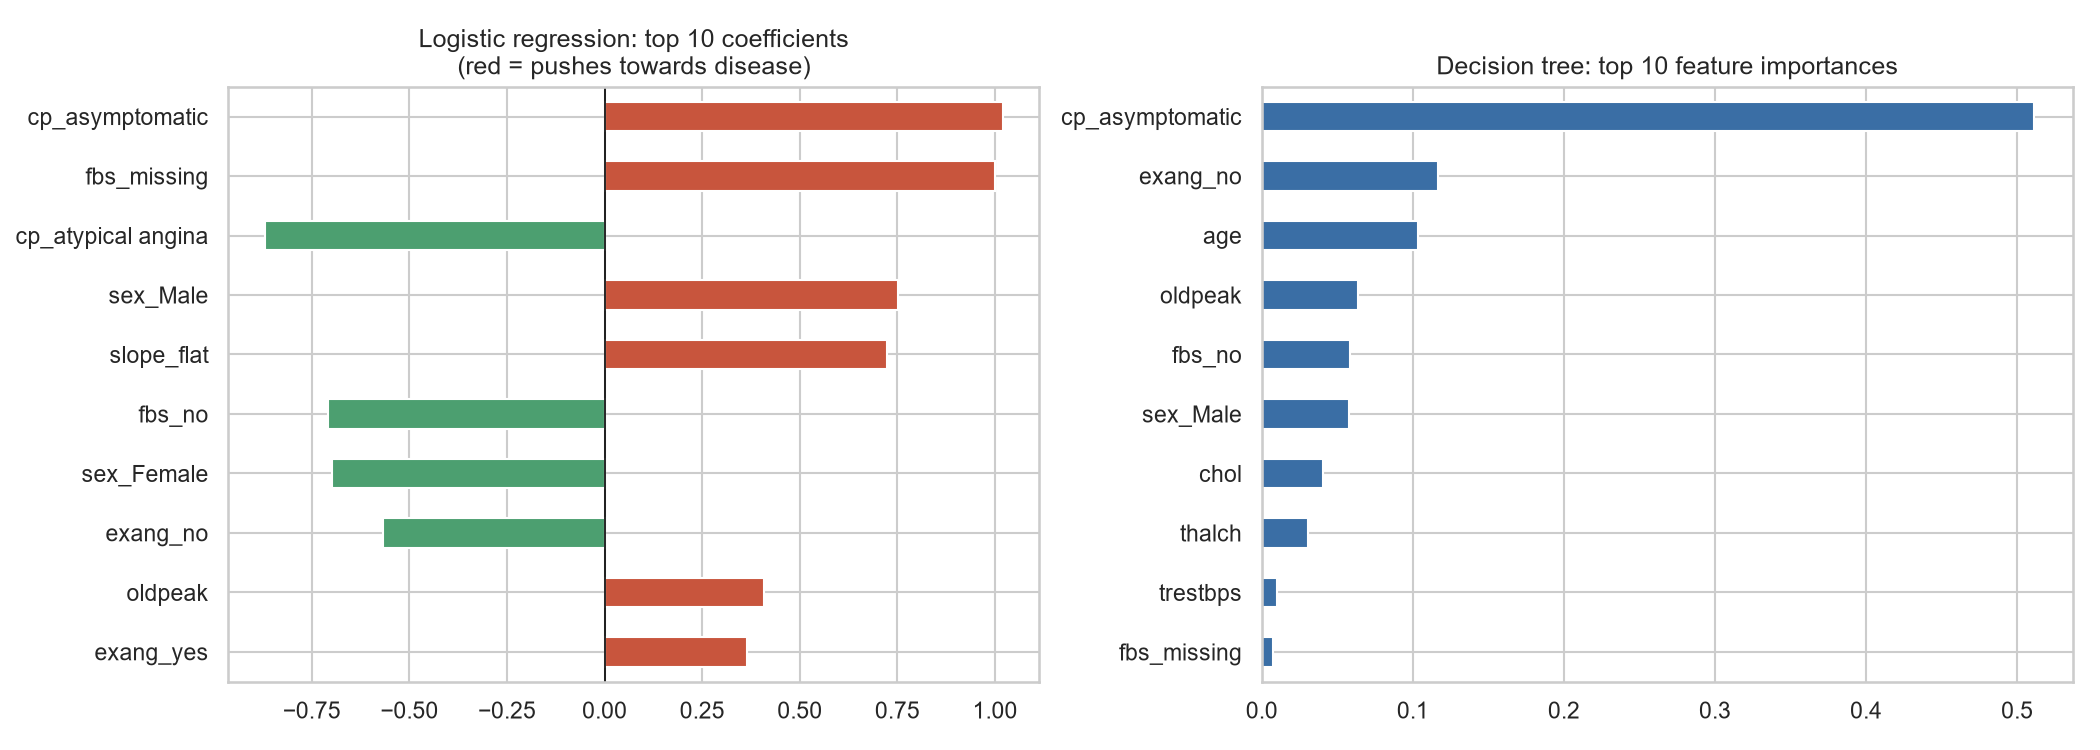 Logistic regression: top 10 coefficients
(red = pushes towards disease)
cp_asymptomatic
fbs_missing
cp_atypical angina
sex_Male
slope_flat
fbs_no
sex_Female
exang_no
oldpeak
exang_yes
−0.75 −0.50 −0.25 0.00 0.25 0.50 0.75 1.00
Decision tree: top 10 feature importances
cp_asymptomatic
exang_no
age
oldpeak
fbs_no
sex_Male
chol
thalch
trestbps
fbs_missing
0.0 0.1 0.2 0.3 0.4 0.5